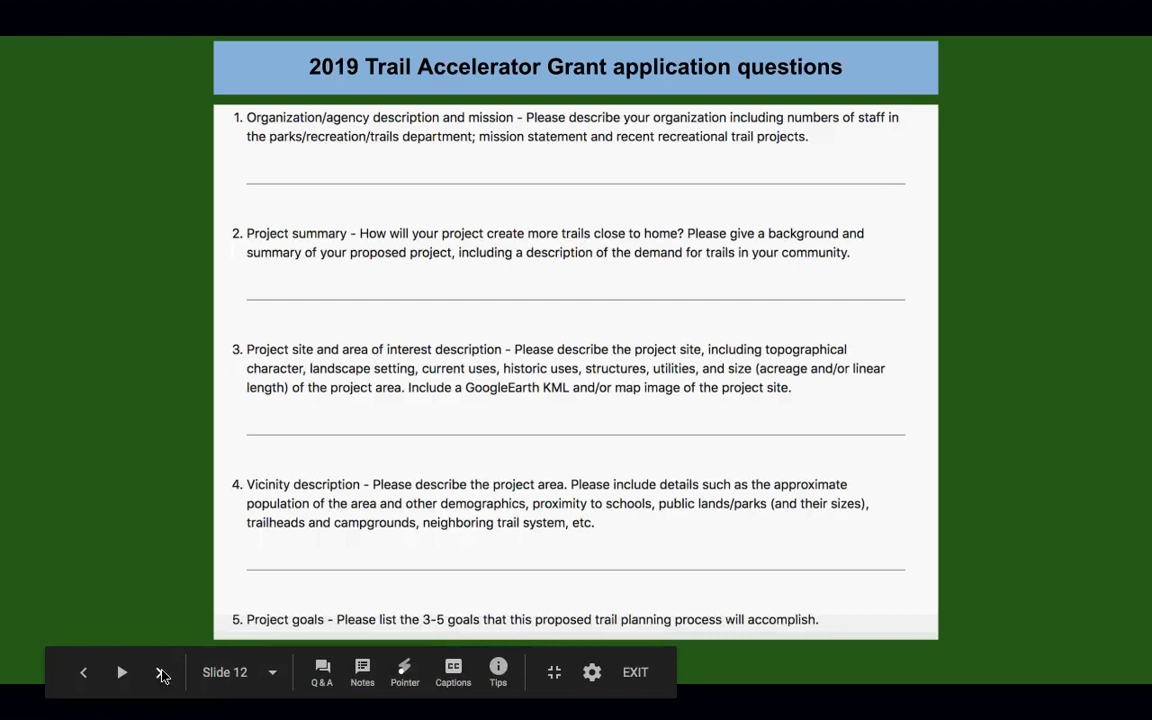 2019 Trail Accelerator Grant application questions
1. Organization/agency description and mission - Please describe your organization including numbers of staff in
the parks/recreation/trails department; mission statement and recent recreational trail projects.
2. Project summary - How will your project create more trails close to home? Please give a background and
summary of your proposed project, including a description of the demand for trails in your community.
3. Project site and area of interest description - Please describe the project site, including topographical
character, landscape setting, current uses, historic uses, structures, utilities, and size (acreage and/or linear
length) of the project area. Include a GoogleEarth KML and/or map image of the project site.
4. Vicinity description - Please describe the project area. Please include details such as the approximate
population of the area and other demographics, proximity to schools, public lands/parks (and their sizes),
trailheads and campgrounds, neighboring trail system, etc.
5. Project goals - Please list the 3-5 goals that this proposed trail planning process will accomplish.
Slide 12
Q & A Notes Pointer Captions Tips
EXIT